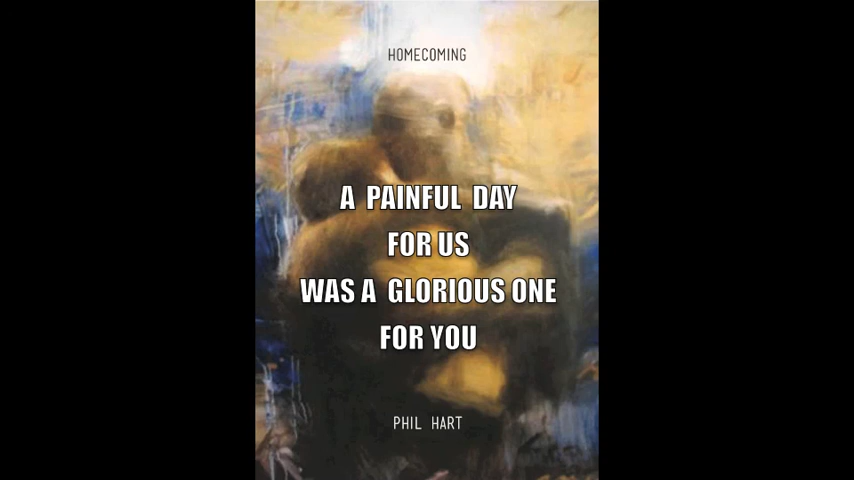 HOMECOMING
A PAINFUL DAY
FOR US
WAS A GLORIOUS ONE
FOR YOU
PHIL HART